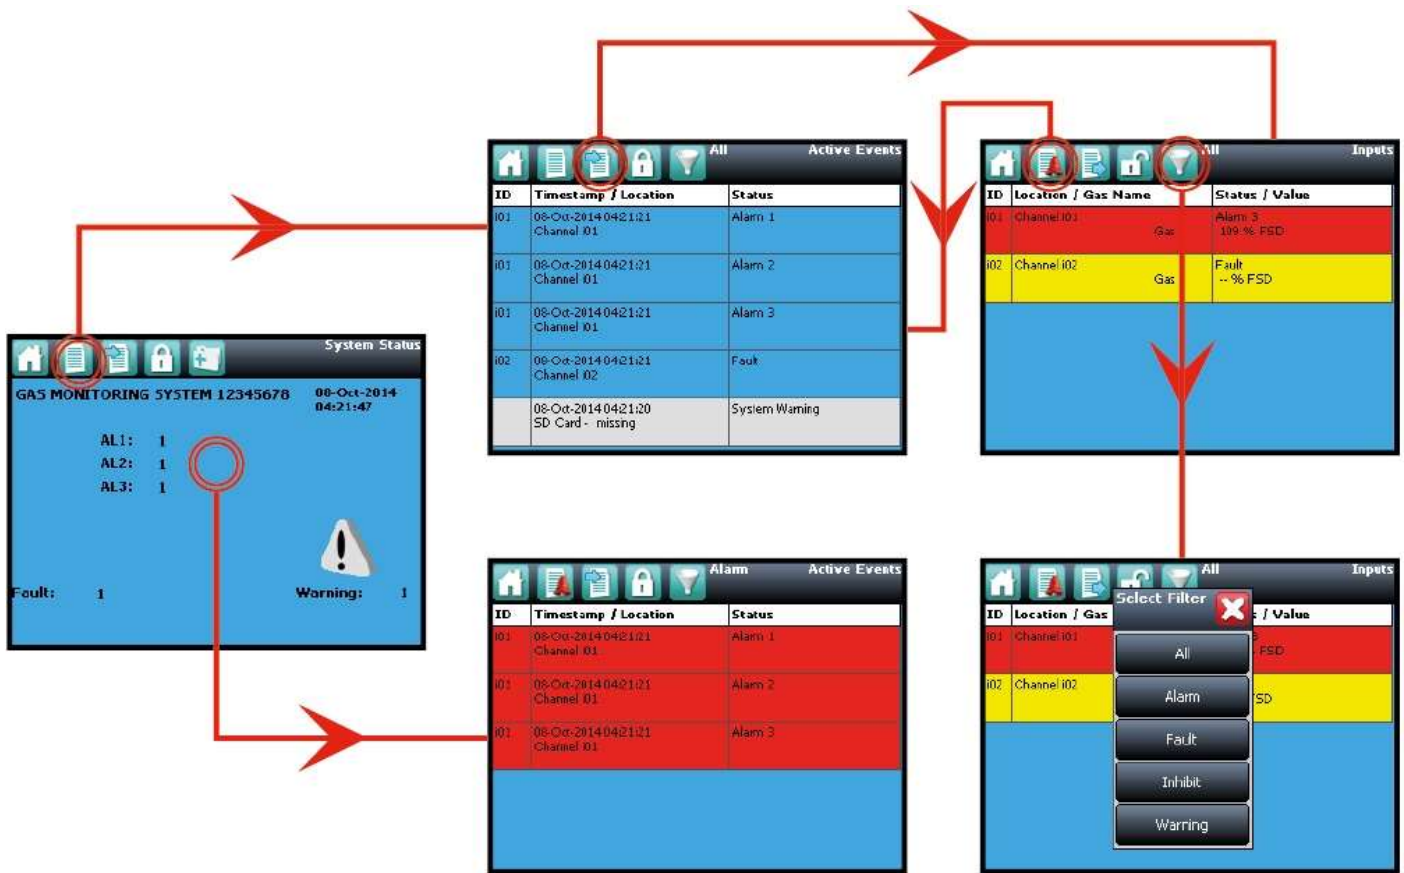 All Active Events
ID Timestamp / Location Status
i01 08-Oct-2014 04:21:21 Alarm 1
Channel i01
i01 08-Oct-2014 04:21:21 Alarm 2
Channel i01
i01 08-Oct-2014 04:21:21 Alarm 3
Channel i01
i02 08-Oct-2014 04:21:21 Fault
Channel i02
08-Oct-2014 04:21:20 System Warning
SD Card - missing
All Inputs
ID Location / Gas Name Status / Value
i01 Channel i01 Alarm 3
Gas 109 % FSD
i02 Channel i02 Fault
Gas -- % FSD
System Status
GAS MONITORING SYSTEM 12345678 08-Oct-2014
04:21:47
AL1: 1
AL2: 1
AL3: 1
Fault: 1 Warning: 1
Alarm Active Events
ID Timestamp / Location Status
i01 08-Oct-2014 04:21:21 Alarm 1
Channel i01
i01 08-Oct-2014 04:21:21 Alarm 2
Channel i01
i01 08-Oct-2014 04:21:21 Alarm 3
Channel i01
All Inputs
ID Location / Gas / Value
i01 Channel i01 3
FSD
i02 Channel i02
FSD
Select Filter
All
Alarm
Fault
Inhibit
Warning